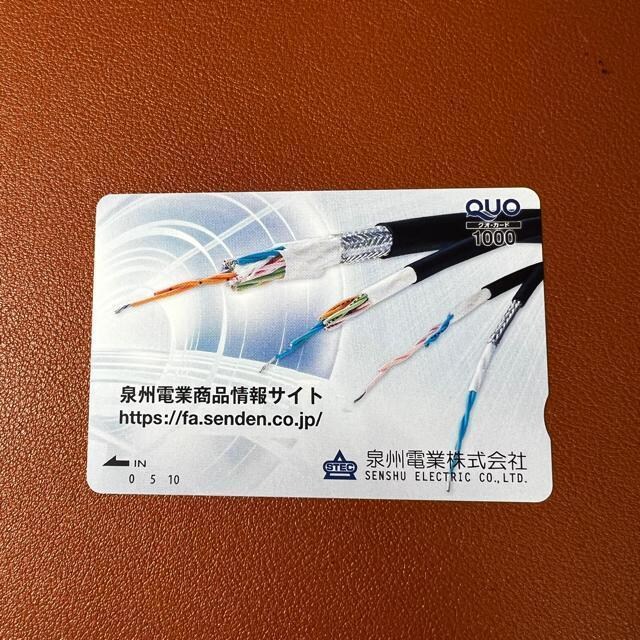 QUO
クオ・カード
1000
泉州電業商品情報サイト
https://fa.senden.co.jp/
IN
0 5 10
STEC
泉州電業株式会社
SENSHU ELECTRIC CO.,LTD.